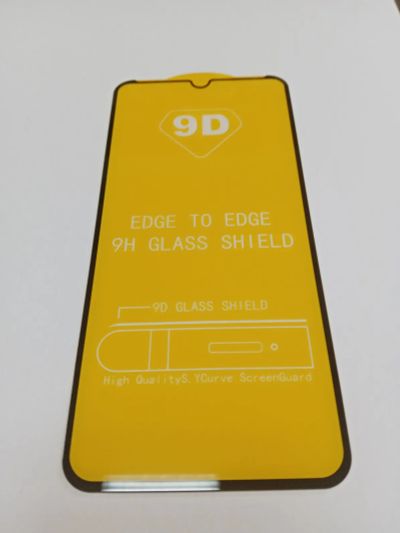 9D
EDGE TO EDGE
9H GLASS SHIELD
9D GLASS SHIELD
High QualityS.YCurve ScreenGuard